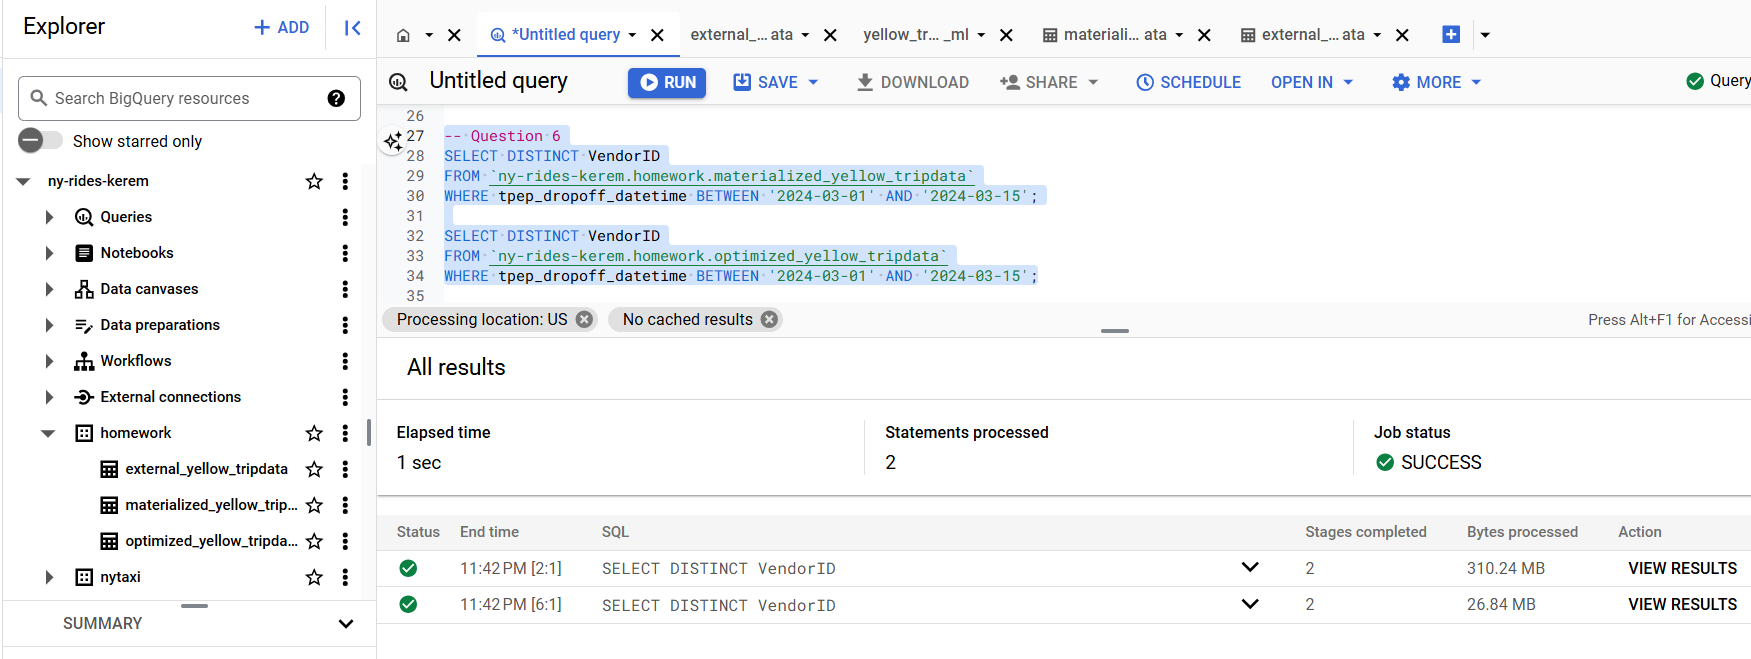 Explorer
+ ADD
Search BigQuery resources
Show starred only
ny-rides-kerem
Queries
Notebooks
Data canvases
Data preparations
Workflows
External connections
homework
external_yellow_tripdata
materialized_yellow_trip...
optimized_yellow_tripda...
nytaxi
SUMMARY
*Untitled query
external_... ata
yellow_tr... _ml
materiali... ata
external_... ata
Untitled query
RUN
SAVE
DOWNLOAD
SHARE
SCHEDULE
OPEN IN
MORE
Query
26
27 -- Question 6
28 SELECT DISTINCT VendorID
29 FROM `ny-rides-kerem.homework.materialized_yellow_tripdata`
30 WHERE tpep_dropoff_datetime BETWEEN '2024-03-01' AND '2024-03-15';
31
32 SELECT DISTINCT VendorID
33 FROM `ny-rides-kerem.homework.optimized_yellow_tripdata`
34 WHERE tpep_dropoff_datetime BETWEEN '2024-03-01' AND '2024-03-15';
35
Processing location: US
No cached results
Press Alt+F1 for Accessi
All results
Elapsed time
1 sec
Statements processed
2
Job status
SUCCESS
Status End time SQL Stages completed Bytes processed Action
11:42 PM [2:1] SELECT DISTINCT VendorID 2 310.24 MB VIEW RESULTS
11:42 PM [6:1] SELECT DISTINCT VendorID 2 26.84 MB VIEW RESULTS